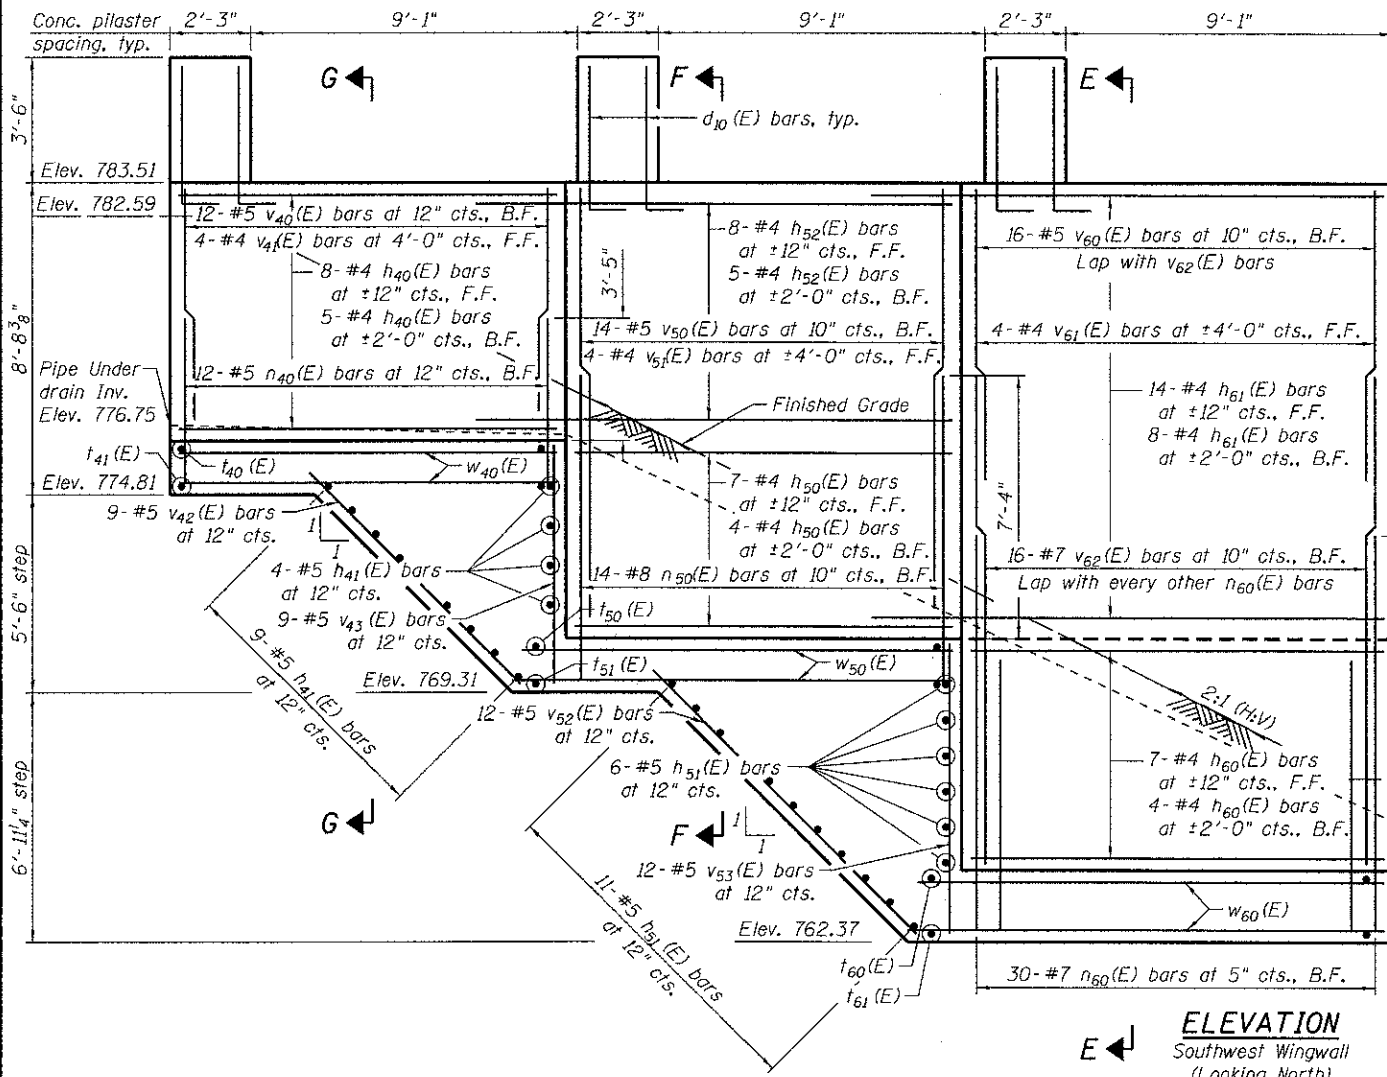 Conc. pilaster
spacing, typ.
2'-3"
9'-1"
2'-3"
9'-1"
2'-3"
9'-1"
G
F
E
d10(E) bars, typ.
3'-6"
Elev. 783.51
Elev. 782.59
12-#5 v40(E) bars at 12" cts., B.F.
4-#4 v41(E) bars at 4'-0" cts., F.F.
8-#4 h40(E) bars
at ±12" cts., F.F.
5-#4 h40(E) bars
at ±2'-0" cts., B.F.
12-#5 n40(E) bars at 12" cts., B.F.
8'-8⅜"
Pipe Under-
drain Inv.
Elev. 776.75
t41(E)
t40(E)
w40(E)
Elev. 774.81
8-#4 h52(E) bars
at ±12" cts., F.F.
5-#4 h52(E) bars
at ±2'-0" cts., B.F.
3'-5"
14-#5 v50(E) bars at 10" cts., B.F.
4-#4 v51(E) bars at ±4'-0" cts., F.F.
Finished Grade
7-#4 h50(E) bars
at ±12" cts., F.F.
4-#4 h50(E) bars
at ±2'-0" cts., B.F.
14-#8 n50(E) bars at 10" cts., B.F.
16-#5 v60(E) bars at 10" cts., B.F.
Lap with v62(E) bars
4-#4 v61(E) bars at ±4'-0" cts., F.F.
14-#4 h61(E) bars
at ±12" cts., F.F.
8-#4 h61(E) bars
at ±2'-0" cts., B.F.
7'-4"
16-#7 v62(E) bars at 10" cts., B.F.
Lap with every other n60(E) bars
9-#5 v42(E) bars
at 12" cts.
1
1
4-#5 h41(E) bars
at 12" cts.
9-#5 v43(E) bars
at 12" cts.
t50(E)
t51(E)
w50(E)
5'-6" step
9-#5 h41(E) bars
at 12" cts.
Elev. 769.31
12-#5 v52(E) bars
at 12" cts.
6-#5 h51(E) bars
at 12" cts.
2:1 (H:V)
7-#4 h60(E) bars
at ±12" cts., F.F.
4-#4 h60(E) bars
at ±2'-0" cts., B.F.
6'-11¼" step
G
F
1
1
12-#5 v53(E) bars
at 12" cts.
11-#5 h51(E) bars
at 12" cts.
Elev. 762.37
w60(E)
t60(E)
t61(E)
30-#7 n60(E) bars at 5" cts., B.F.
E
ELEVATION
Southwest Wingwall
(Looking North)